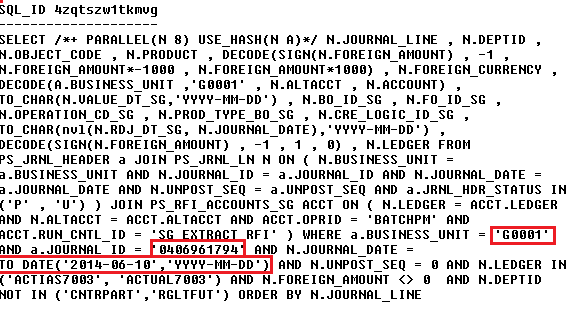 SQL_ID 4zqtszw1tkmvg
--------------------
SELECT /*+ PARALLEL(N 8) USE_HASH(N A)*/ N.JOURNAL_LINE , N.DEPTID ,
N.OBJECT_CODE , N.PRODUCT , DECODE(SIGN(N.FOREIGN_AMOUNT) , -1 ,
N.FOREIGN_AMOUNT*-1000 , N.FOREIGN_AMOUNT*1000) , N.FOREIGN_CURRENCY ,
DECODE(A.BUSINESS_UNIT ,'G0001' , N.ALTACCT , N.ACCOUNT) ,
TO_CHAR(N.VALUE_DT_SG,'YYYY-MM-DD') , N.BO_ID_SG , N.FO_ID_SG ,
N.OPERATION_CD_SG , N.PROD_TYPE_BO_SG , N.CRE_LOGIC_ID_SG ,
TO_CHAR(nvl(N.RDJ_DT_SG, N.JOURNAL_DATE),'YYYY-MM-DD') ,
DECODE(SIGN(N.FOREIGN_AMOUNT) , -1 , 1 , 0) , N.LEDGER FROM
PS_JRNL_HEADER a JOIN PS_JRNL_LN N ON ( N.BUSINESS_UNIT =
a.BUSINESS_UNIT AND N.JOURNAL_ID = a.JOURNAL_ID AND N.JOURNAL_DATE =
a.JOURNAL_DATE AND N.UNPOST_SEQ = a.UNPOST_SEQ AND a.JRNL_HDR_STATUS IN
('P' , 'U') ) JOIN PS_RFI_ACCOUNTS_SG ACCT ON ( N.LEDGER = ACCT.LEDGER
AND N.ALTACCT = ACCT.ALTACCT AND ACCT.OPRID = 'BATCHPM' AND
ACCT.RUN_CNTL_ID = 'SG_EXTRACT_RFI' ) WHERE a.BUSINESS_UNIT = 'G0001'
AND a.JOURNAL_ID = '0406961794' AND N.JOURNAL_DATE =
TO_DATE('2014-06-10','YYYY-MM-DD') AND N.UNPOST_SEQ = 0 AND N.LEDGER IN
('ACTIAS7003', 'ACTUAL7003') AND N.FOREIGN_AMOUNT <> 0  AND N.DEPTID
NOT IN ('CNTRPART','RGLTFUT') ORDER BY N.JOURNAL_LINE